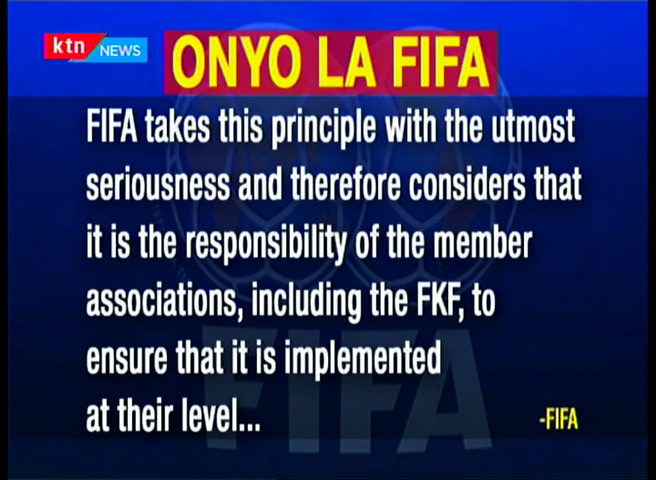 ktn NEWS
ONYO LA FIFA
FIFA takes this principle with the utmost
seriousness and therefore considers that
it is the responsibility of the member
associations, including the FKF, to
ensure that it is implemented
at their level...
-FIFA
FIFA